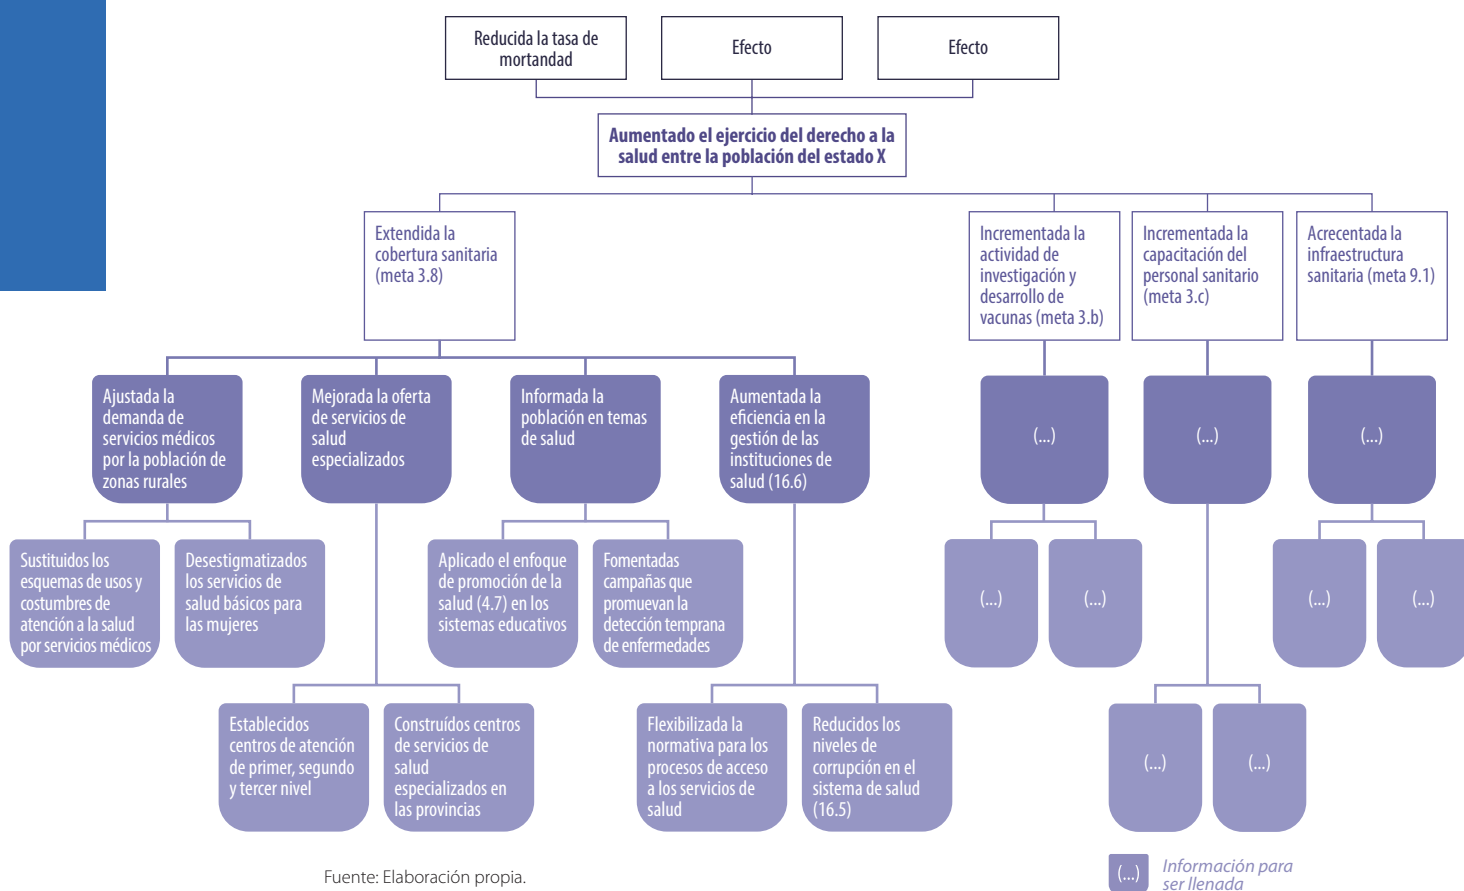 Reducida la tasa de
mortandad
Efecto
Efecto
Aumentado el ejercicio del derecho a la
salud entre la población del estado X
Extendida la
cobertura sanitaria
(meta 3.8)
Incrementada la
actividad de
investigación y
desarrollo de
vacunas (meta 3.b)
Incrementada la
capacitación del
personal sanitario
(meta 3.c)
Acrecentada la
infraestructura
sanitaria (meta 9.1)
Ajustada la
demanda de
servicios médicos
por la población de
zonas rurales
Mejorada la oferta
de servicios de
salud
especializados
Informada la
población en temas
de salud
Aumentada la
eficiencia en la
gestión de las
instituciones de
salud (16.6)
(...)
(...)
(...)
Sustituidos los
esquemas de usos y
costumbres de
atención a la salud
por servicios médicos
Desestigmatizados
los servicios de
salud básicos para
las mujeres
Aplicado el enfoque
de promoción de la
salud (4.7) en los
sistemas educativos
Fomentadas
campañas que
promuevan la
detección temprana
de enfermedades
(...)
(...)
(...)
(...)
Establecidos
centros de atención
de primer, segundo
y tercer nivel
Construídos centros
de servicios de
salud
especializados en
las provincias
Flexibilizada la
normativa para los
procesos de acceso
a los servicios de
salud
Reducidos los
niveles de
corrupción en el
sistema de salud
(16.5)
(...)
(...)
Fuente: Elaboración propia.
(...)
Información para
ser llenada